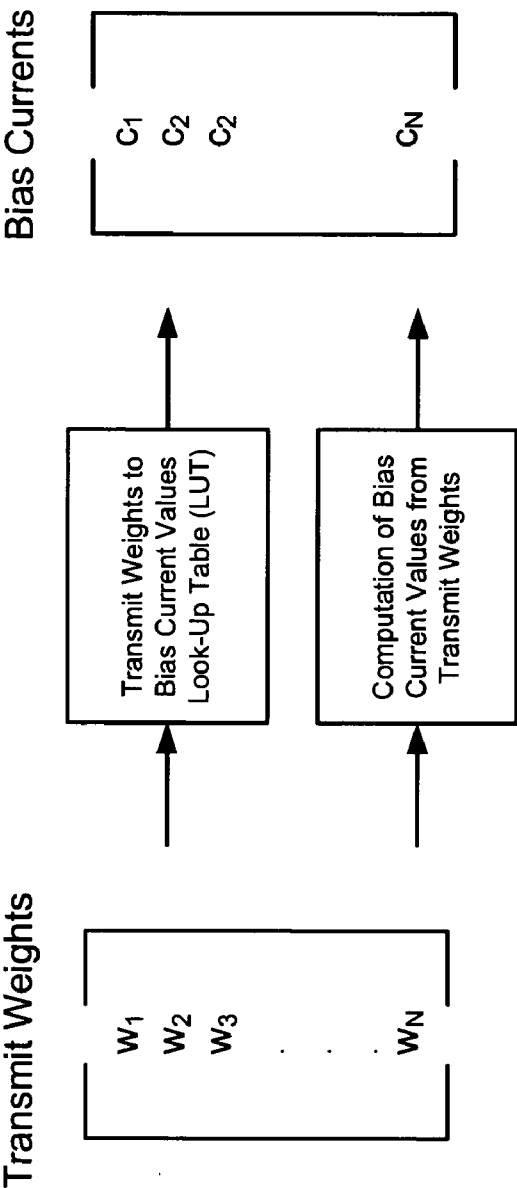 Transmit Weights
W1
W2
W3
.
.
.
WN
Transmit Weights to
Bias Current Values
Look-Up Table (LUT)
Computation of Bias
Current Values from
Transmit Weights
Bias Currents
C1
C2
C2
CN